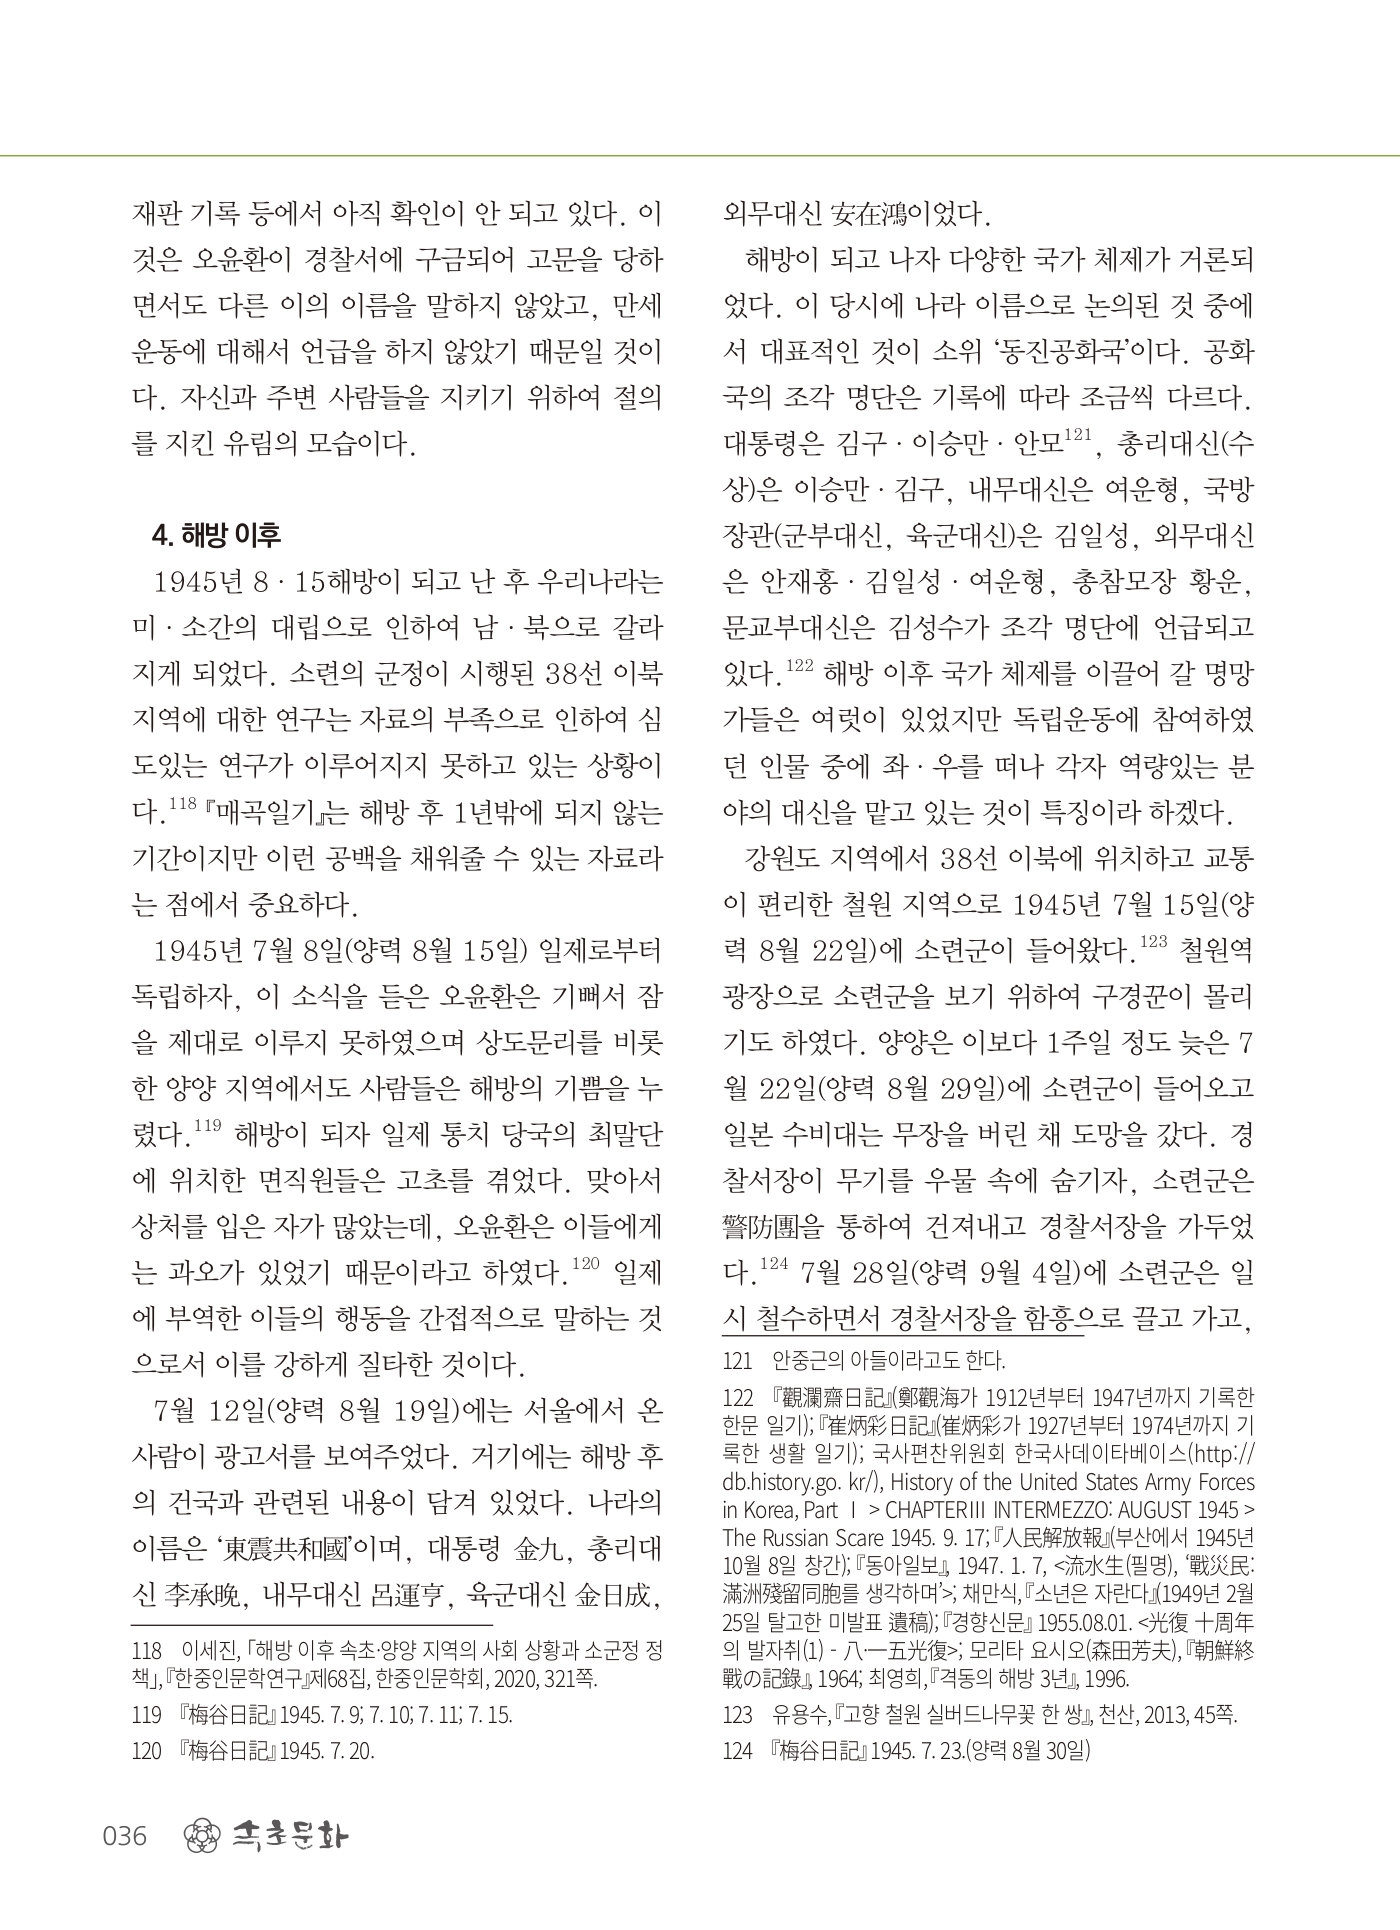 재판 기록 등에서 아직 확인이 안 되고 있다. 이
것은 오윤환이 경찰서에 구금되어 고문을 당하
면서도 다른 이의 이름을 말하지 않았고, 만세
운동에 대해서 언급을 하지 않았기 때문일 것이
다. 자신과 주변 사람들을 지키기 위하여 절의
를 지킨 유림의 모습이다.
4. 해방 이후
1945년 8 · 15해방이 되고 난 후 우리나라는
미 · 소간의 대립으로 인하여 남 · 북으로 갈라
지게 되었다. 소련의 군정이 시행된 38선 이북
지역에 대한 연구는 자료의 부족으로 인하여 심
도있는 연구가 이루어지지 못하고 있는 상황이
다.118 『매곡일기』는 해방 후 1년밖에 되지 않는
기간이지만 이런 공백을 채워줄 수 있는 자료라
는 점에서 중요하다.
1945년 7월 8일(양력 8월 15일) 일제로부터
독립하자, 이 소식을 듣은 오윤환은 기뻐서 잠
을 제대로 이루지 못하였으며 상도문리를 비롯
한 양양 지역에서도 사람들은 해방의 기쁨을 누
렸다.119 해방이 되자 일제 통치 당국의 최말단
에 위치한 면직원들은 고초를 겪었다. 맞아서
상처를 입은 자가 많았는데, 오윤환은 이들에게
는 과오가 있었기 때문이라고 하였다.120 일제
에 부역한 이들의 행동을 간접적으로 말하는 것
으로서 이를 강하게 질타한 것이다.
7월 12일(양력 8월 19일)에는 서울에서 온
사람이 광고서를 보여주었다. 거기에는 해방 후
의 건국과 관련된 내용이 담겨 있었다. 나라의
이름은 ‘東震共和國’이며, 대통령 金九, 총리대
신 李承晩, 내무대신 呂運亨, 육군대신 金日成,
118 이세진, 「해방 이후 속초·양양 지역의 사회 상황과 소군정 정
책」, 『한중인문학연구』제68집, 한중인문학회, 2020, 321쪽.
119 『梅谷日記』 1945. 7. 9; 7. 10; 7. 11; 7. 15.
120 『梅谷日記』 1945. 7. 20.
외무대신 安在鴻이었다.
해방이 되고 나자 다양한 국가 체제가 거론되
었다. 이 당시에 나라 이름으로 논의된 것 중에
서 대표적인 것이 소위 ‘동진공화국’이다. 공화
국의 조각 명단은 기록에 따라 조금씩 다르다.
대통령은 김구 · 이승만 · 안모121, 총리대신(수
상)은 이승만 · 김구, 내무대신은 여운형, 국방
장관(군부대신, 육군대신)은 김일성, 외무대신
은 안재홍 · 김일성 · 여운형, 총참모장 황운,
문교부대신은 김성수가 조각 명단에 언급되고
있다.122 해방 이후 국가 체제를 이끌어 갈 명망
가들은 여럿이 있었지만 독립운동에 참여하였
던 인물 중에 좌 · 우를 떠나 각자 역량있는 분
야의 대신을 맡고 있는 것이 특징이라 하겠다.
강원도 지역에서 38선 이북에 위치하고 교통
이 편리한 철원 지역으로 1945년 7월 15일(양
력 8월 22일)에 소련군이 들어왔다.123 철원역
광장으로 소련군을 보기 위하여 구경꾼이 몰리
기도 하였다. 양양은 이보다 1주일 정도 늦은 7
월 22일(양력 8월 29일)에 소련군이 들어오고
일본 수비대는 무장을 버린 채 도망을 갔다. 경
찰서장이 무기를 우물 속에 숨기자, 소련군은
警防團을 통하여 건져내고 경찰서장을 가두었
다.124 7월 28일(양력 9월 4일)에 소련군은 일
시 철수하면서 경찰서장을 함흥으로 끌고 가고,
121 안중근의 아들이라고도 한다.
122 『觀瀾齋日記』(鄭觀海가 1912년부터 1947년까지 기록한
한문 일기); 『崔炳彩日記』(崔炳彩가 1927년부터 1974년까지 기
록한 생활 일기); 국사편찬위원회 한국사데이타베이스(http://
db.history.go. kr/), History of the United States Army Forces
in Korea, Part Ⅰ > CHAPTERⅢ INTERMEZZO: AUGUST 1945 >
The Russian Scare 1945. 9. 17; 『人民解放報』(부산에서 1945년
10월 8일 창간); 『동아일보』, 1947. 1. 7, <流水生(필명), ‘戰災民:
滿洲殘留同胞를 생각하며’>; 채만식, 『소년은 자란다』(1949년 2월
25일 탈고한 미발표 遺稿); 『경향신문』 1955.08.01. <光復 十周年
의 발자취(1) - 八·一五光復>; 모리타 요시오(森田芳夫), 『朝鮮終
戰の記錄』, 1964; 최영희, 『격동의 해방 3년』, 1996.
123 유용수, 『고향 철원 실버드나무꽃 한 쌍』, 천산, 2013, 45쪽.
124 『梅谷日記』 1945. 7. 23.(양력 8월 30일)
036 속초문화